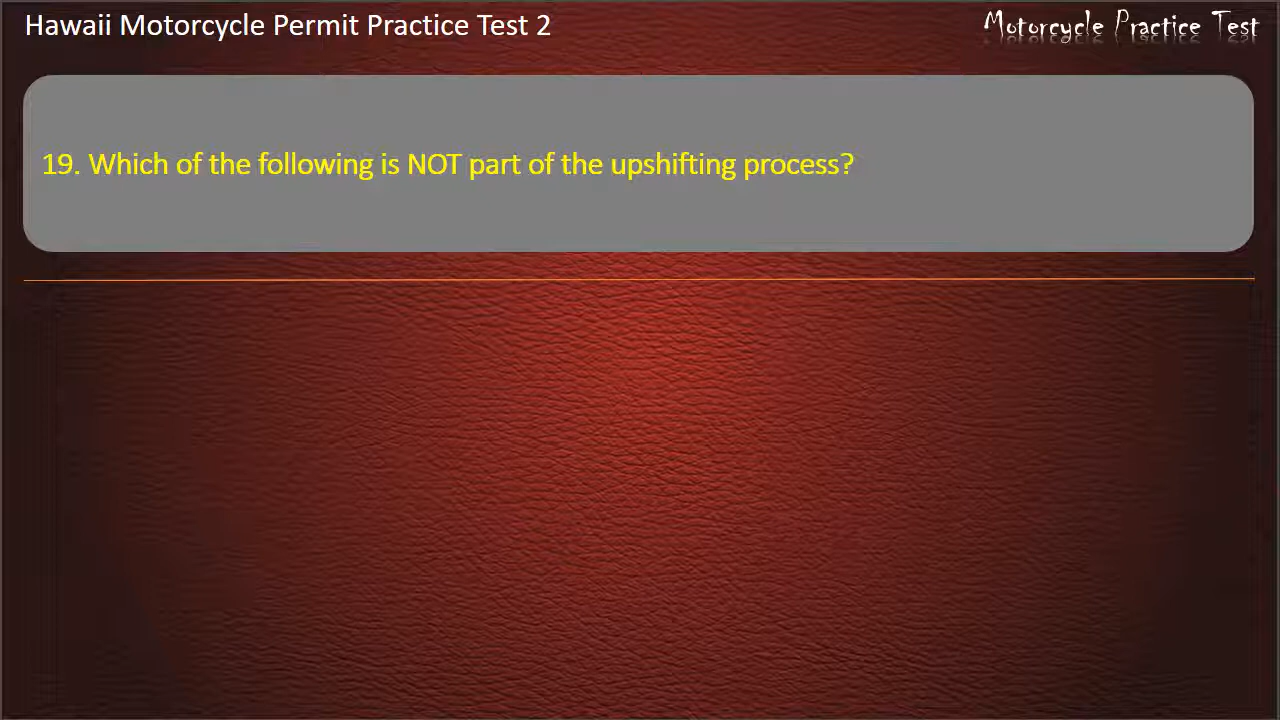 Hawaii Motorcycle Permit Practice Test 2
Motorcycle Practice Test
19. Which of the following is NOT part of the upshifting process?